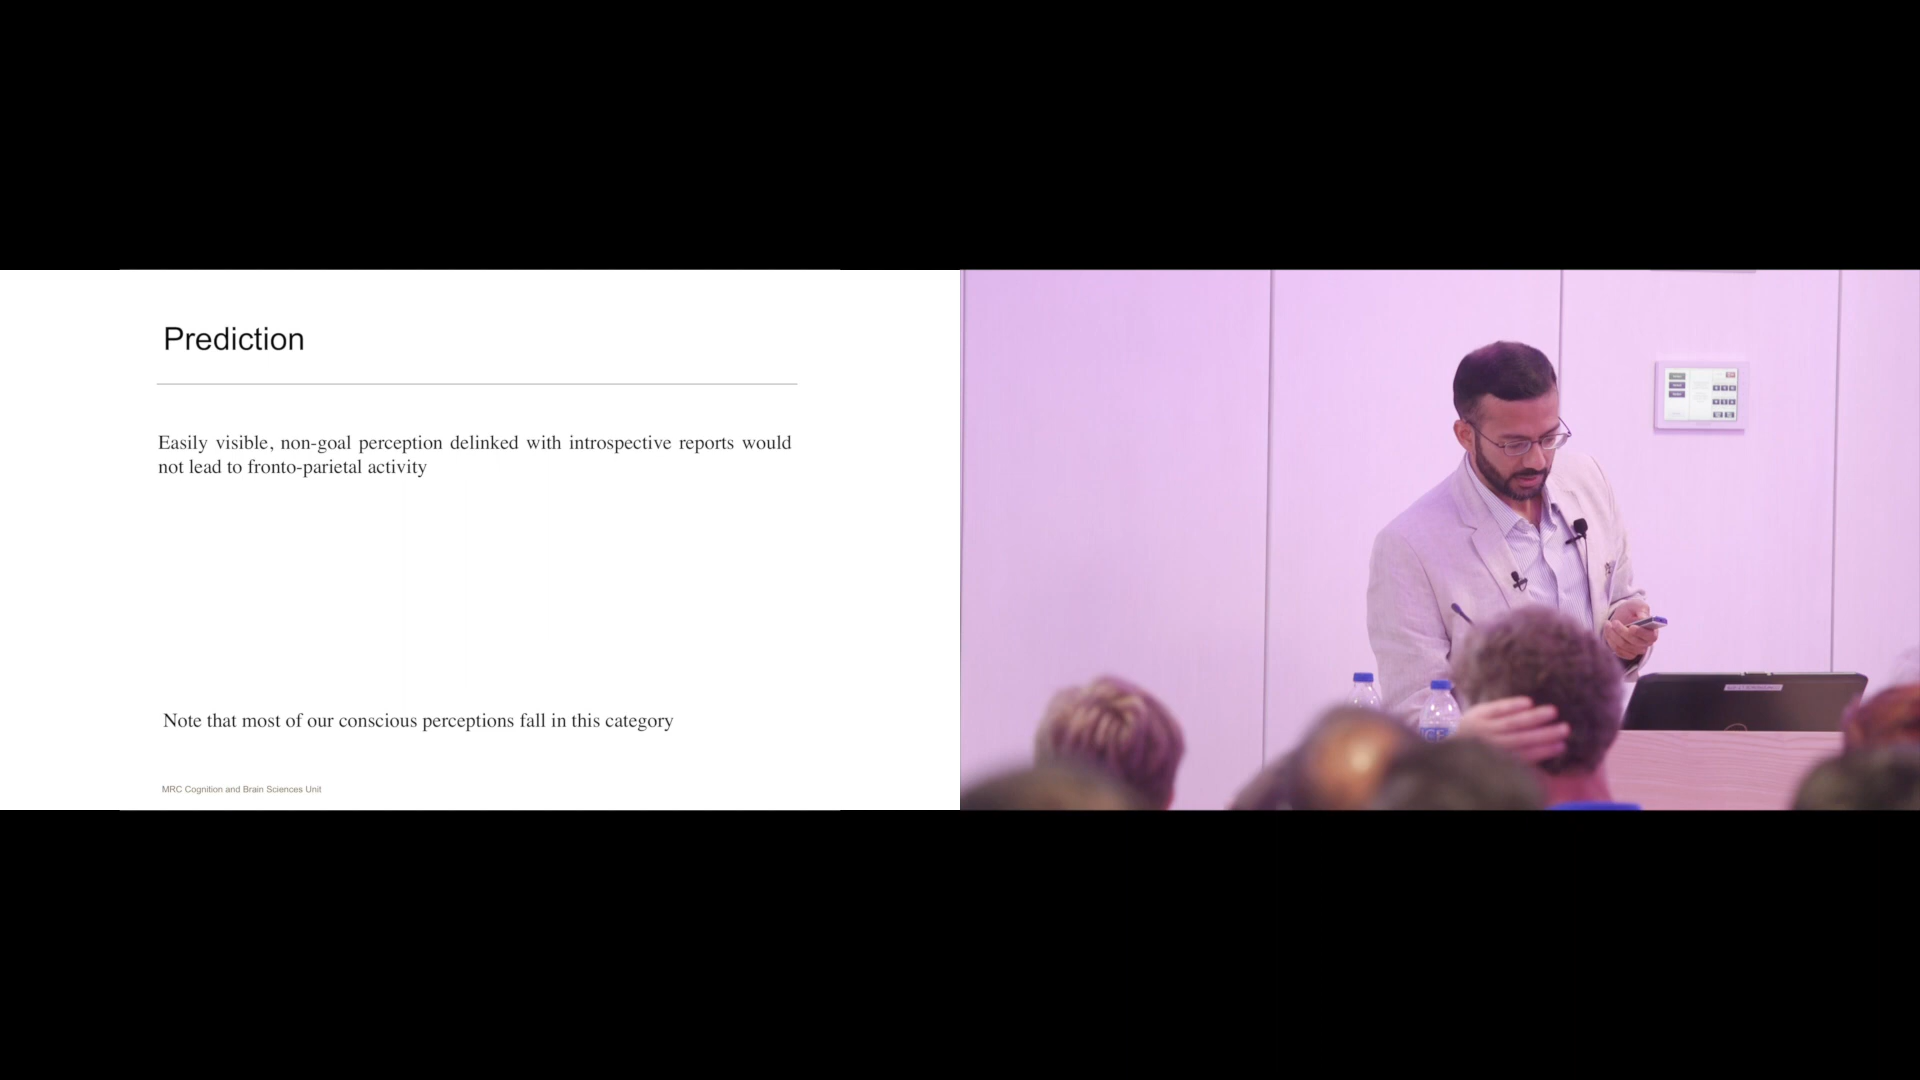 Prediction
Easily visible, non-goal perception delinked with introspective reports would
not lead to fronto-parietal activity
Note that most of our conscious perceptions fall in this category
MRC Cognition and Brain Sciences Unit